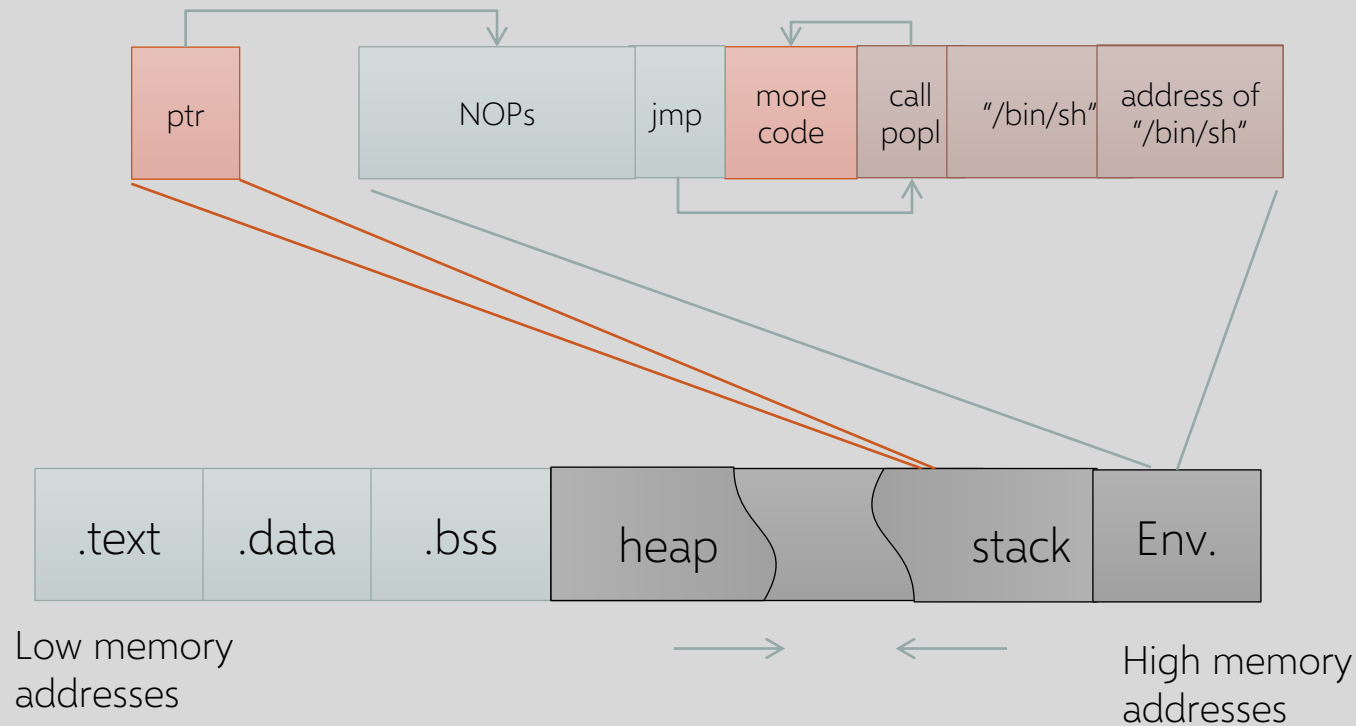 ptr
NOPs
jmp
more
code
call
popl
"/bin/sh"
address of
"/bin/sh"
.text
.data
.bss
heap
stack
Env.
Low memory
addresses
High memory
addresses